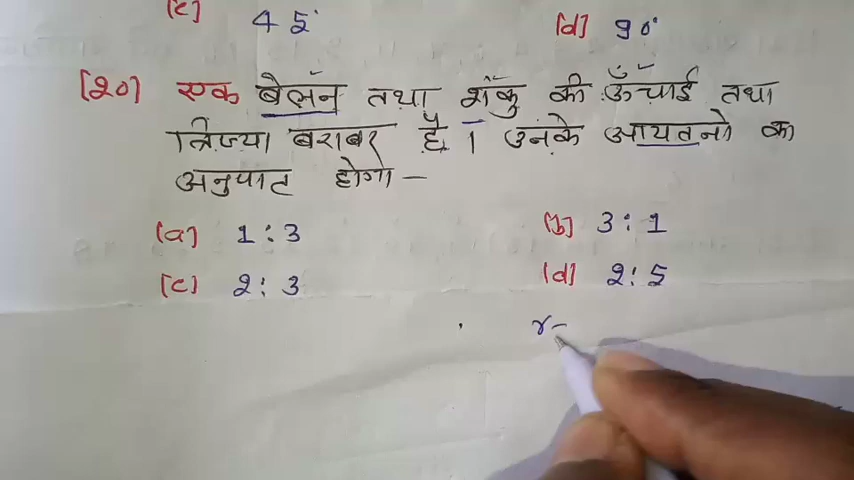 [c] 45° [d] 90°
[20] एक बेलन तथा शंकु की ऊँचाई तथा
त्रिज्या बराबर है। उनके आयतनो का
अनुपात होगा—
[a] 1:3 [b] 3:1
[c] 2:3 [d] 2:5
r-